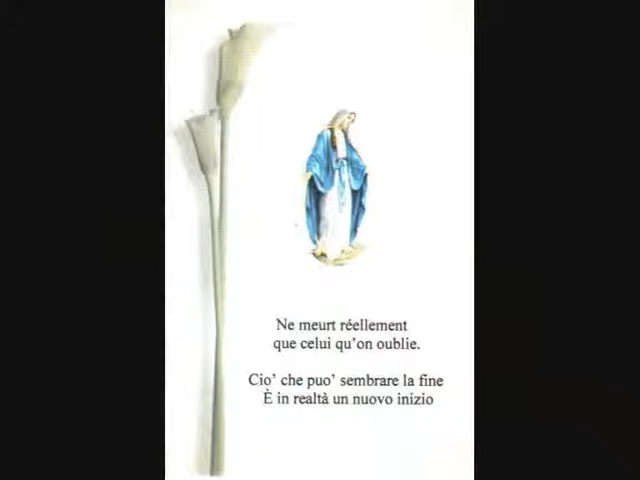 Ne meurt réellement
que celui qu’on oublie.
Cio’ che puo’ sembrare la fine
È in realtà un nuovo inizio